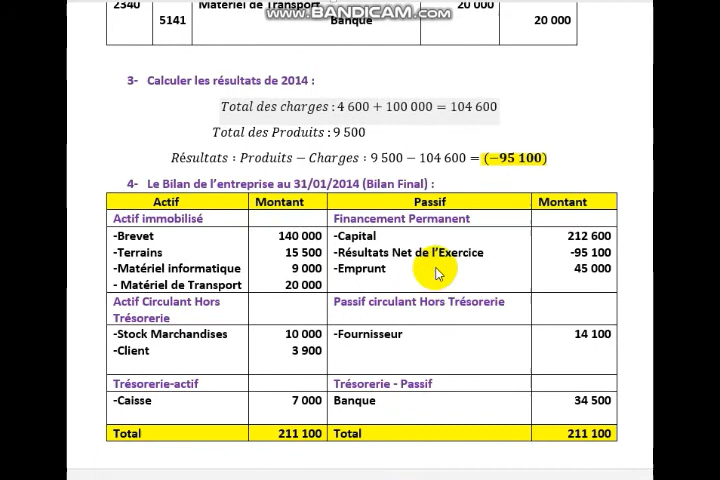 2340 Matériel de Transport 20 000
www.BANDICAM.com
5141 Banque 20 000
3- Calculer les résultats de 2014 :
Total des charges : 4 600 + 100 000 = 104 600
Total des Produits : 9 500
Résultats : Produits − Charges : 9 500 − 104 600 = (−95 100)
4- Le Bilan de l’entreprise au 31/01/2014 (Bilan Final) :
Actif Montant Passif Montant
Actif immobilisé Financement Permanent
-Brevet 140 000 -Capital 212 600
-Terrains 15 500 -Résultats Net de l’Exercice -95 100
-Matériel informatique 9 000 -Emprunt 45 000
- Matériel de Transport 20 000
Actif Circulant Hors Passif circulant Hors Trésorerie
Trésorerie
-Stock Marchandises 10 000 -Fournisseur 14 100
-Client 3 900
Trésorerie-actif Trésorerie - Passif
-Caisse 7 000 Banque 34 500
Total 211 100 Total 211 100